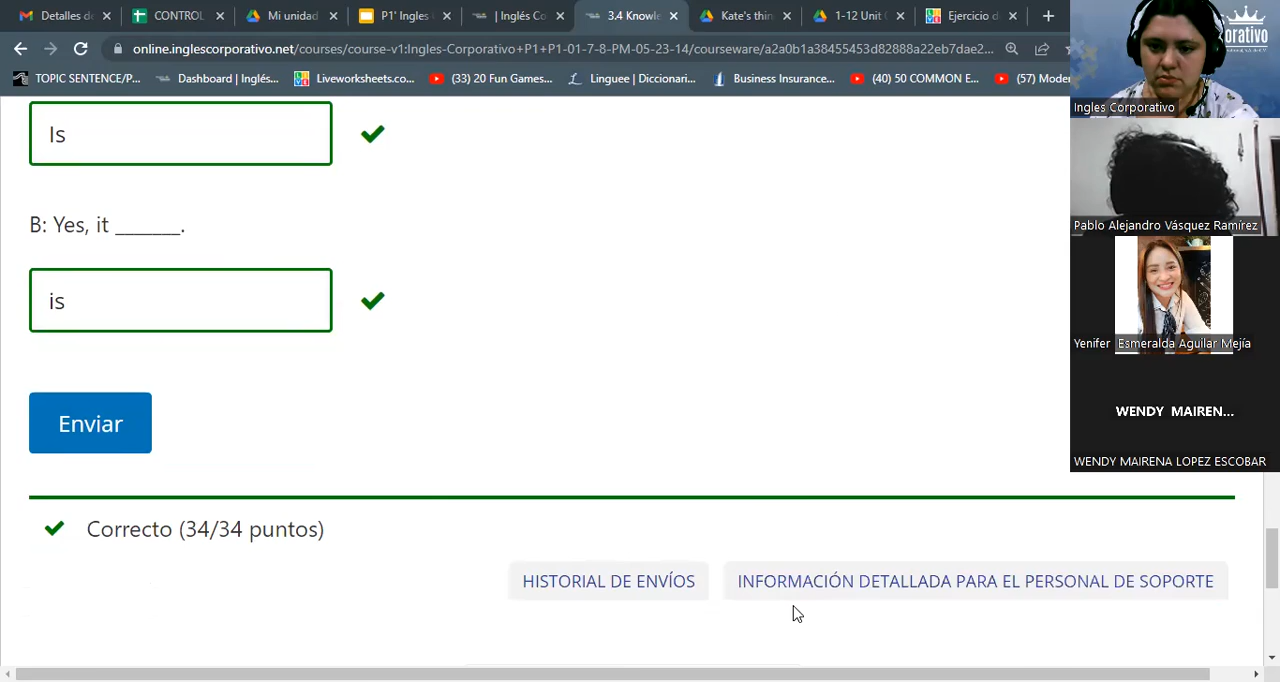 Detalles de
CONTROL
Mi unidad
P1' Ingles
| Inglés Co
3.4 Knowle
Kate's thin
1-12 Unit
Ejercicio d
online.inglescorporativo.net/courses/course-v1:Ingles-Corporativo+P1+P1-01-7-8-PM-05-23-14/courseware/a2a0b1a38455453d82888a22eb7dae2...
TOPIC SENTENCE/P...
Dashboard | Inglés...
Liveworksheets.co...
(33) 20 Fun Games...
Linguee | Diccionari...
Business Insurance...
(40) 50 COMMON E...
(57) Moder
orativo
Ingles Corporativo
Is
B: Yes, it _______.
is
Enviar
Correcto (34/34 puntos)
HISTORIAL DE ENVÍOS
INFORMACIÓN DETALLADA PARA EL PERSONAL DE SOPORTE
Pablo Alejandro Vásquez Ramírez
Yenifer Esmeralda Aguilar Mejía
WENDY MAIREN...
WENDY MAIRENA LOPEZ ESCOBAR